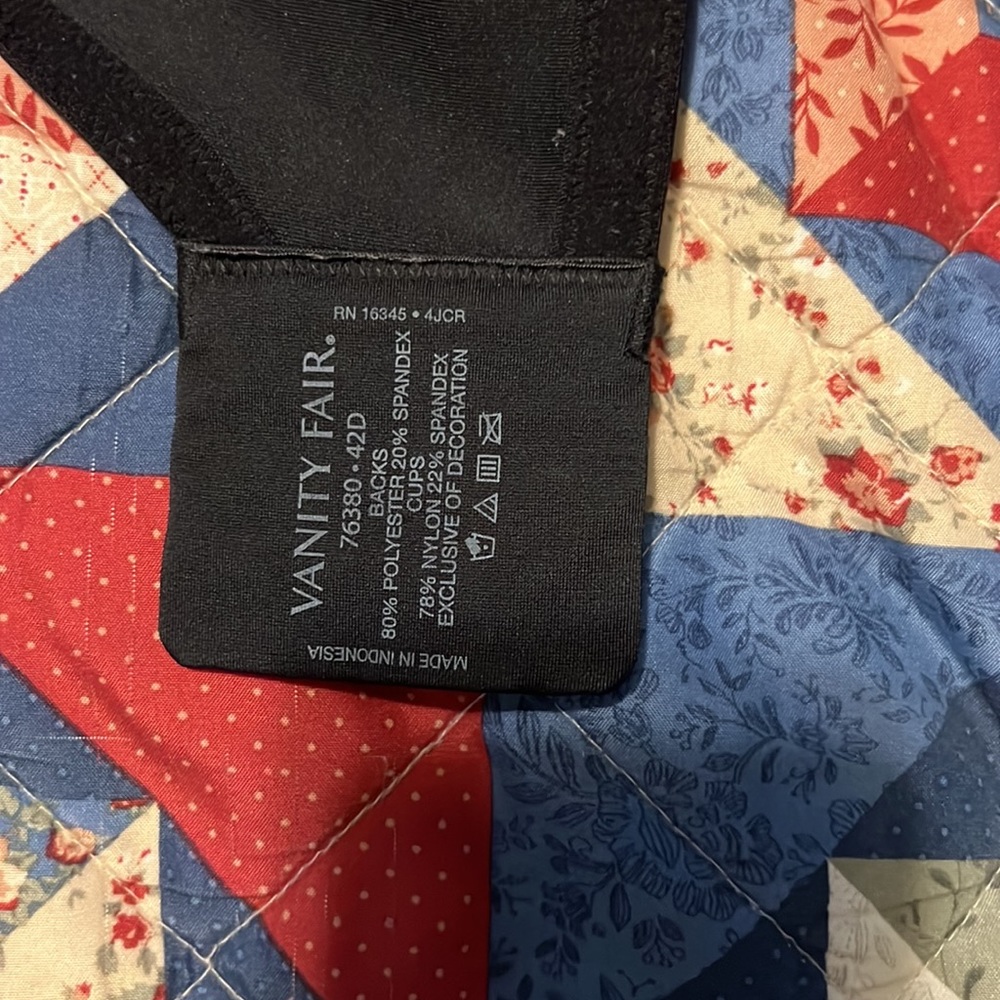 RN 16345 • 4JCR
VANITY FAIR®
76380 • 42D
BACKS
80% POLYESTER 20% SPANDEX
CUPS
78% NYLON 22% SPANDEX
EXCLUSIVE OF DECORATION
MADE IN INDONESIA